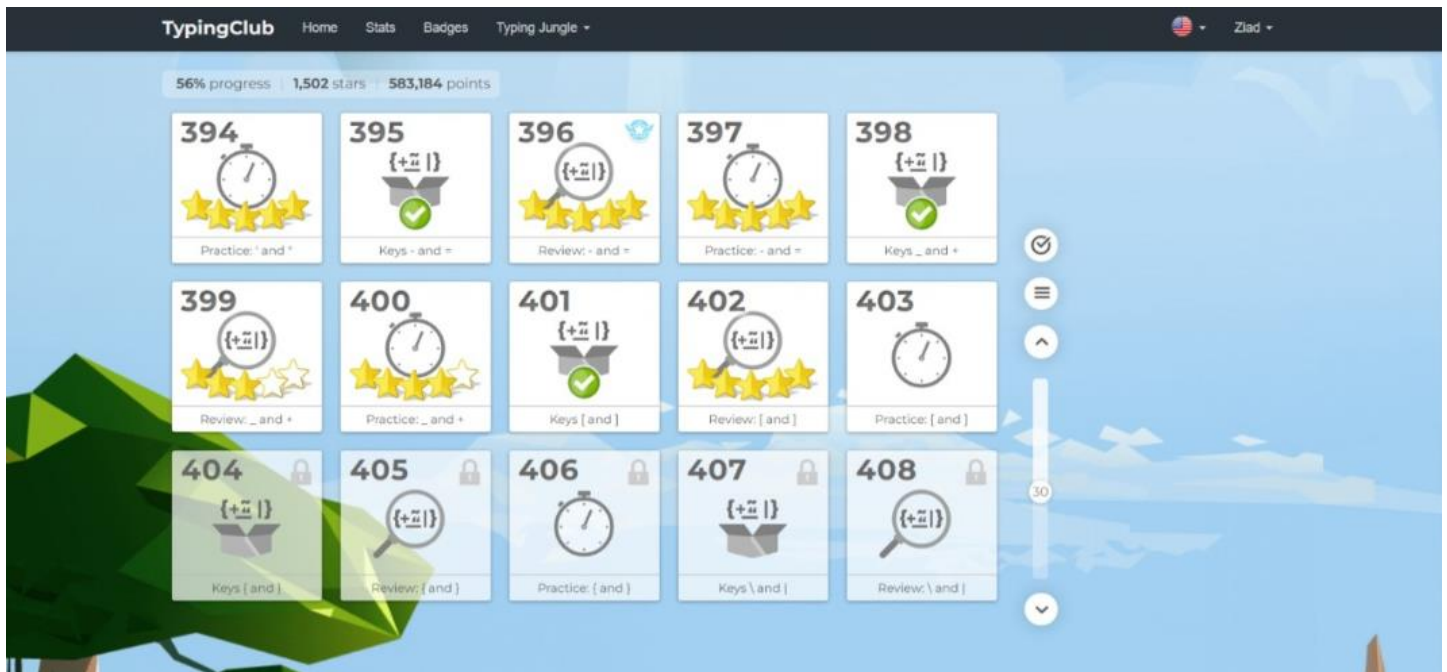 TypingClub Home Stats Badges Typing Jungle Ziad
56% progress 1,502 stars 583,184 points
394 395 396 397 398
{+ű |} {+ű|} {+ű |}
Practice: ' and " Keys - and = Review: - and = Practice: - and = Keys _ and +
399 400 401 402 403
{+ű|} {+ű |} {+ű|}
Review: _ and + Practice: _ and + Keys [ and ] Review: [ and ] Practice: [ and ]
404 405 406 407 408
30
{+ű |} {+ű|} {+ű |} {+ű|}
Keys { and } Review: { and } Practice: { and } Keys \ and | Review: \ and |